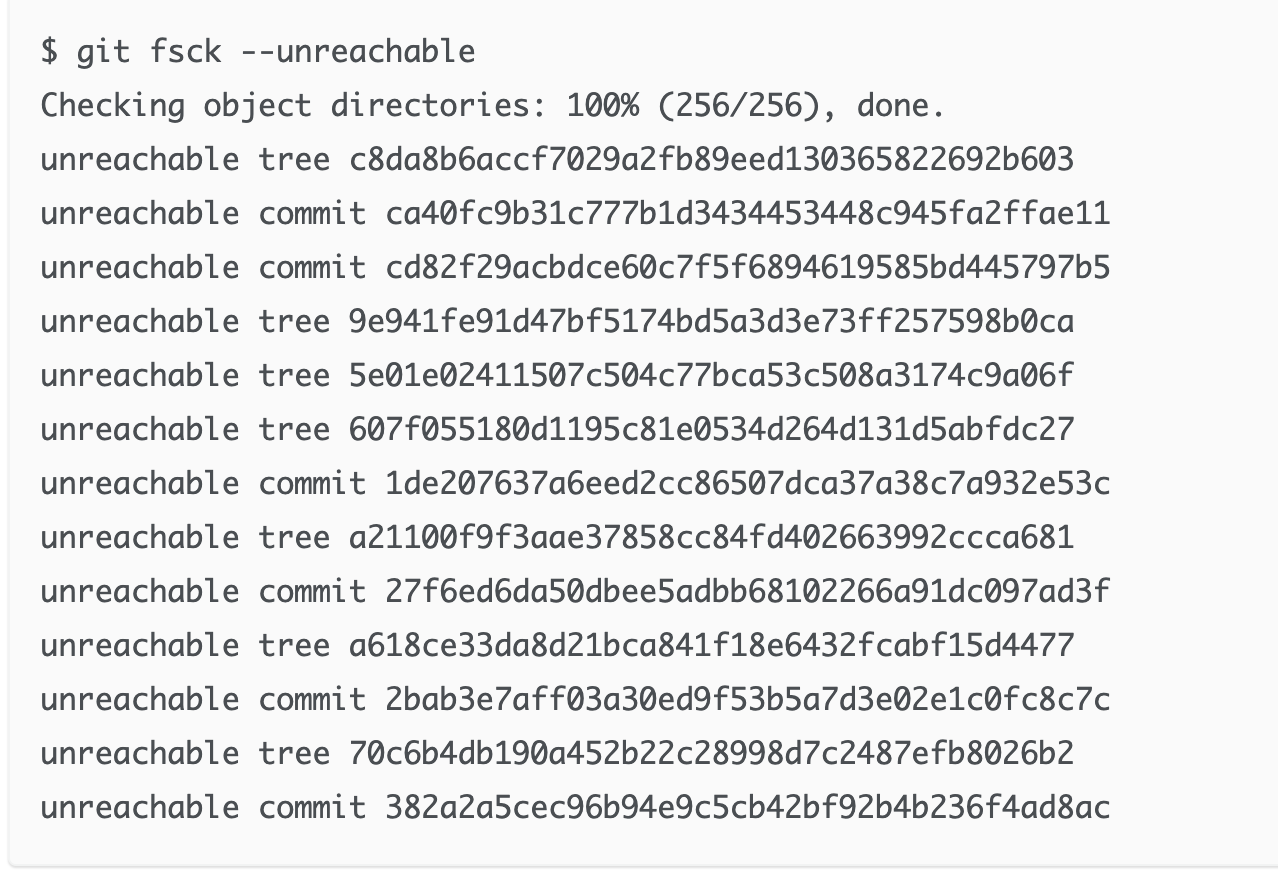 $ git fsck --unreachable
Checking object directories: 100% (256/256), done.
unreachable tree c8da8b6accf7029a2fb89eed130365822692b603
unreachable commit ca40fc9b31c777b1d3434453448c945fa2ffae11
unreachable commit cd82f29acbdce60c7f5f6894619585bd445797b5
unreachable tree 9e941fe91d47bf5174bd5a3d3e73ff257598b0ca
unreachable tree 5e01e02411507c504c77bca53c508a3174c9a06f
unreachable tree 607f055180d1195c81e0534d264d131d5abfdc27
unreachable commit 1de207637a6eed2cc86507dca37a38c7a932e53c
unreachable tree a21100f9f3aae37858cc84fd402663992ccca681
unreachable commit 27f6ed6da50dbee5adbb68102266a91dc097ad3f
unreachable tree a618ce33da8d21bca841f18e6432fcabf15d4477
unreachable commit 2bab3e7aff03a30ed9f53b5a7d3e02e1c0fc8c7c
unreachable tree 70c6b4db190a452b22c28998d7c2487efb8026b2
unreachable commit 382a2a5cec96b94e9c5cb42bf92b4b236f4ad8ac